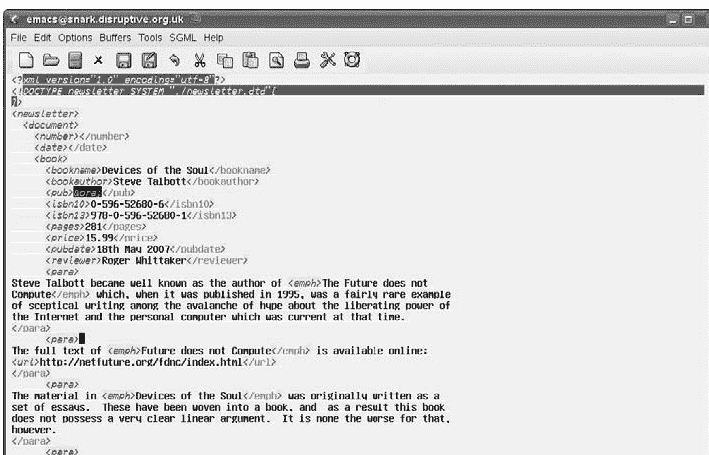 emacs@snark.disruptive.org.uk
File Edit Options Buffers Tools SGML Help
<?xml version="1.0" encoding="utf-8"?>
<!DOCTYPE newsletter SYSTEM "./newsletter.dtd"[
]>
<newsletter>
<document>
<number></number>
<date></date>
<book>
<bookname>Devices of the Soul</bookname>
<bookauthor>Steve Talbott</bookauthor>
<pub>&ora;</pub>
<isbn10>0-596-52680-6</isbn10>
<isbn13>978-0-596-52680-1</isbn13>
<pages>281</pages>
<price>15.99</price>
<pubdate>18th May 2007</pubdate>
<reviewer>Roger Whittaker</reviewer>
<para>
Steve Talbott became well known as the author of <emph>The Future does not
Compute</emph> which, when it was published in 1995, was a fairly rare example
of sceptical writing among the avalanche of hype about the liberating power of
the Internet and the personal computer which was current at that time.
</para>
<para>
The full text of <emph>Future does not Compute</emph> is available online:
<url>http://netfuture.org/fdnc/index.html</url>
</para>
<para>
The material in <emph>Devices of the Soul</emph> was originally written as a
set of essays. These have been woven into a book, and as a result this book
does not possess a very clear linear argument. It is none the worse for that,
however.
</para>
<para>